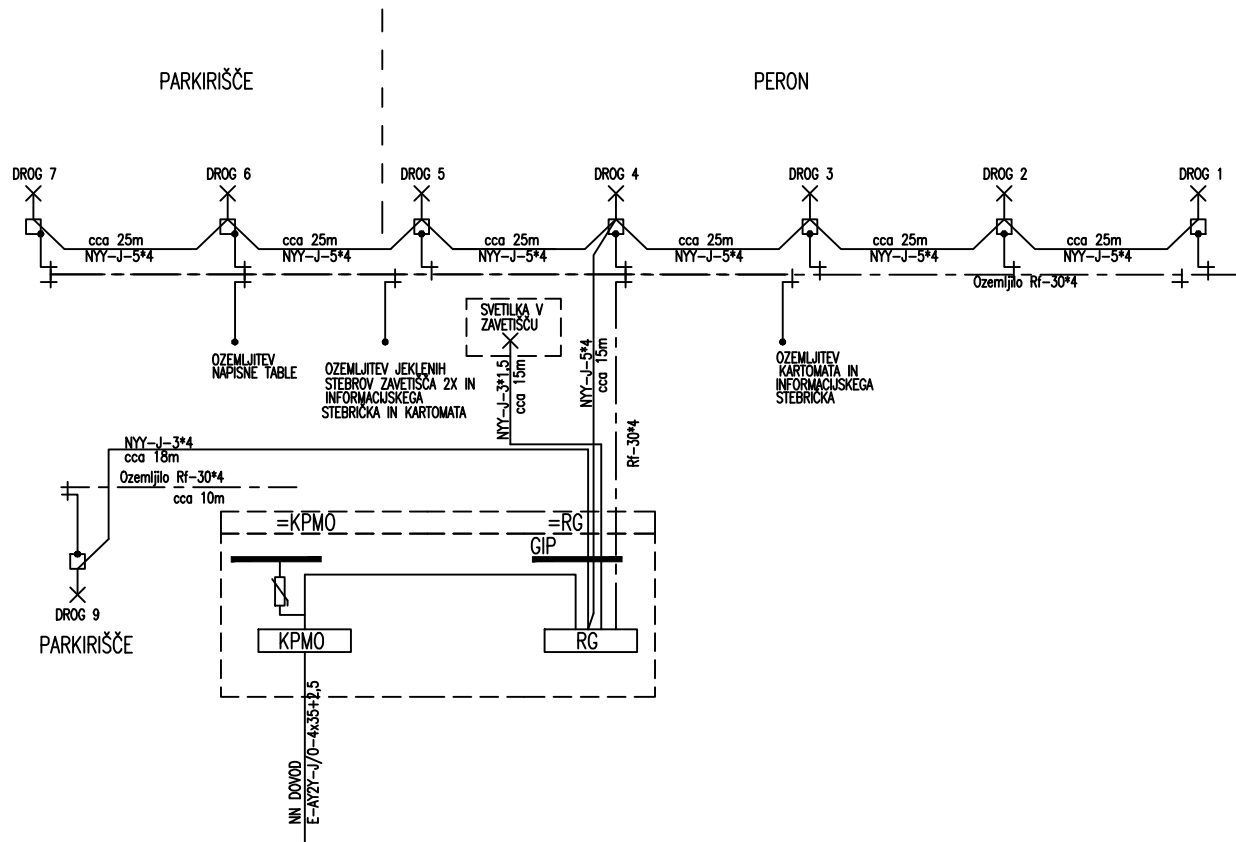 PARKIRIŠČE
PERON
DROG 7
DROG 6
DROG 5
DROG 4
DROG 3
DROG 2
DROG 1
cca 25m
NYY-J-5*4
cca 25m
NYY-J-5*4
cca 25m
NYY-J-5*4
cca 25m
NYY-J-5*4
cca 25m
NYY-J-5*4
cca 25m
NYY-J-5*4
Ozemljilo Rf-30*4
SVETILKA V
ZAVETIŠČU
OZEMLJITEV
NAPISNE TABLE
OZEMLJITEV JEKLENIH
STEBROV ZAVETIŠČA 2X IN
INFORMACIJSKEGA
STEBRIČKA IN KARTOMATA
NYY-J-3*1,5
cca 15m
NYY-J-5*4
cca 15m
OZEMLJITEV
KARTOMATA IN
INFORMACIJSKEGA
STEBRIČKA
Rf-30*4
NYY-J-3*4
cca 18m
Ozemljilo Rf-30*4
cca 10m
=KPMO
=RG
GIP
DROG 9
PARKIRIŠČE
KPMO
RG
NN DOVOD
E-AY2Y-J/O-4x35+2,5